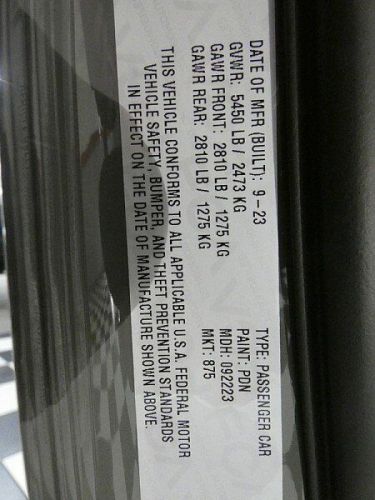 DATE OF MFR (BUILT): 9-23 TYPE: PASSENGER CAR
GVWR: 5450 LB / 2473 KG PAINT: PDN
GAWR FRONT: 2810 LB / 1275 KG MDH: 092223
GAWR REAR: 2810 LB / 1275 KG MKT: 875
THIS VEHICLE CONFORMS TO ALL APPLICABLE U.S.A. FEDERAL MOTOR
VEHICLE SAFETY, BUMPER, AND THEFT PREVENTION STANDARDS
IN EFFECT ON THE DATE OF MANUFACTURE SHOWN ABOVE.